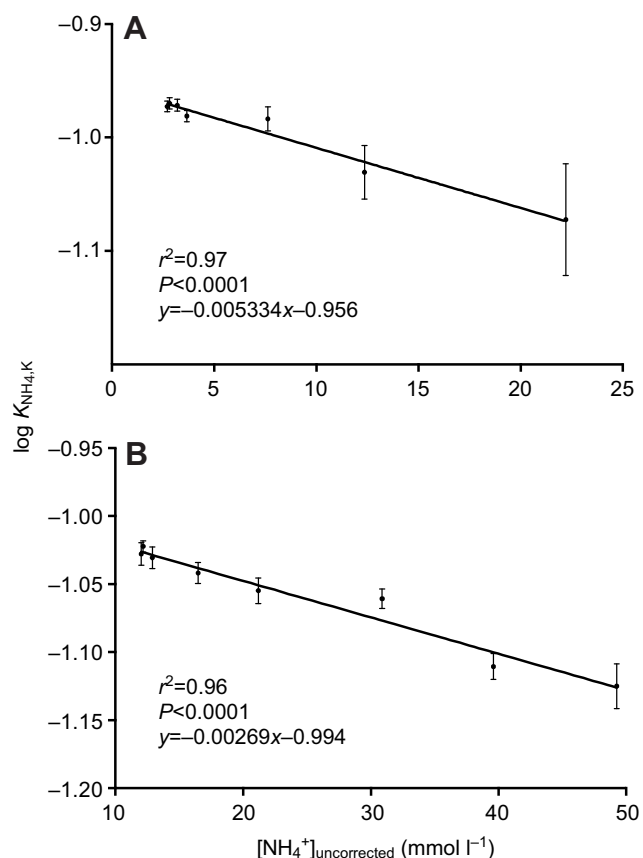 A
−0.9
−1.0
−1.1
r²=0.97
P<0.0001
y=−0.005334x−0.956
0 5 10 15 20 25
log K_NH4,K
B
−0.95
−1.00
−1.05
−1.10
−1.15
−1.20
r²=0.96
P<0.0001
y=−0.00269x−0.994
10 20 30 40 50
[NH₄⁺]uncorrected (mmol l⁻¹)